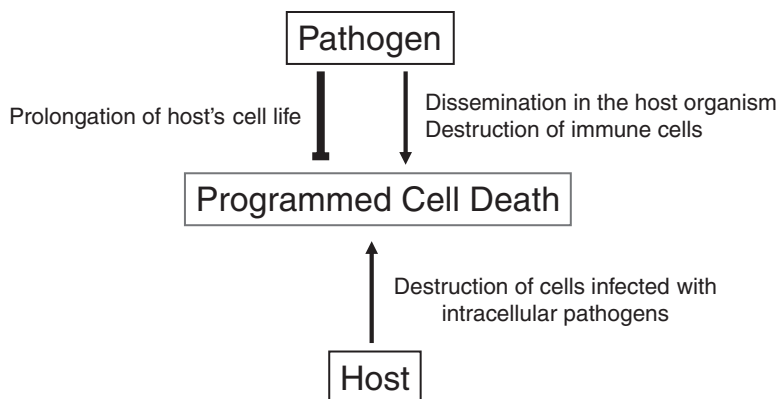 Pathogen
Prolongation of host's cell life
Dissemination in the host organism
Destruction of immune cells
Programmed Cell Death
Destruction of cells infected with
intracellular pathogens
Host